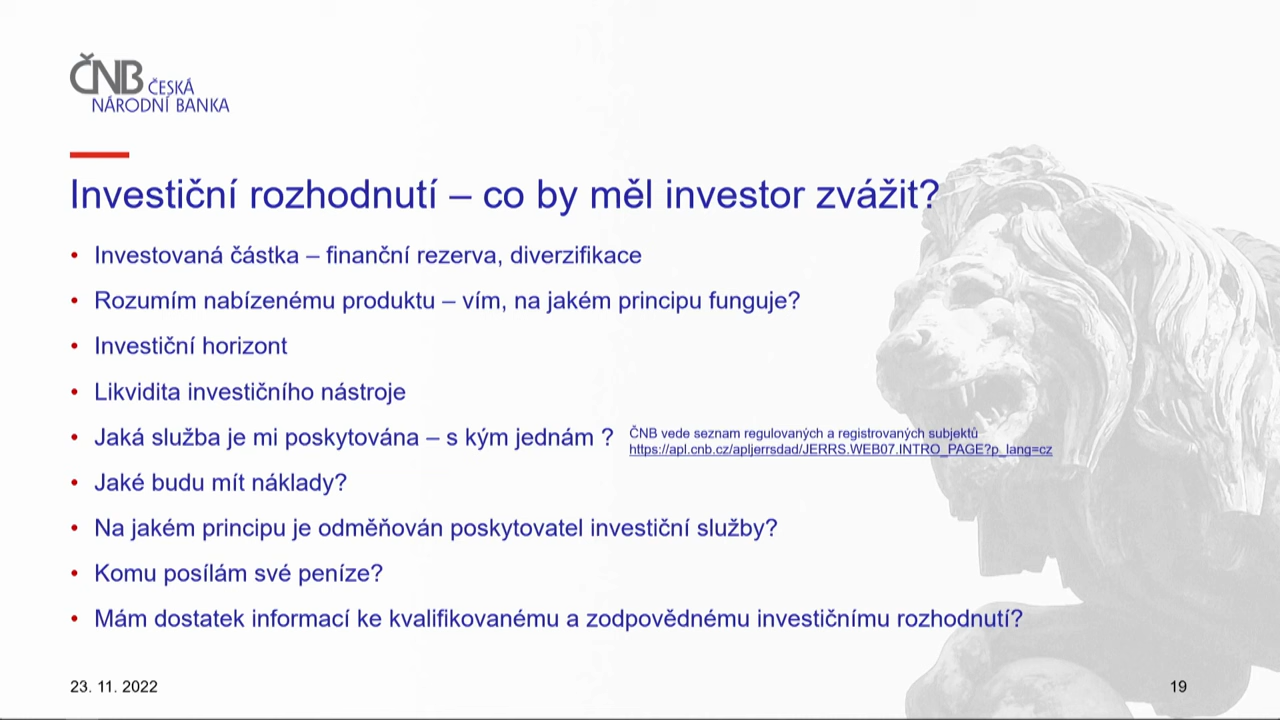 ČNB ČESKÁ
NÁRODNÍ BANKA
Investiční rozhodnutí – co by měl investor zvážit?
• Investovaná částka – finanční rezerva, diverzifikace
• Rozumím nabízenému produktu – vím, na jakém principu funguje?
• Investiční horizont
• Likvidita investičního nástroje
• Jaká služba je mi poskytována – s kým jednám ?
ČNB vede seznam regulovaných a registrovaných subjektů
https://apl.cnb.cz/apljerrsdad/JERRS.WEB07.INTRO_PAGE?p_lang=cz
• Jaké budu mít náklady?
• Na jakém principu je odměňován poskytovatel investiční služby?
• Komu posílám své peníze?
• Mám dostatek informací ke kvalifikovanému a zodpovědnému investičnímu rozhodnutí?
23. 11. 2022
19